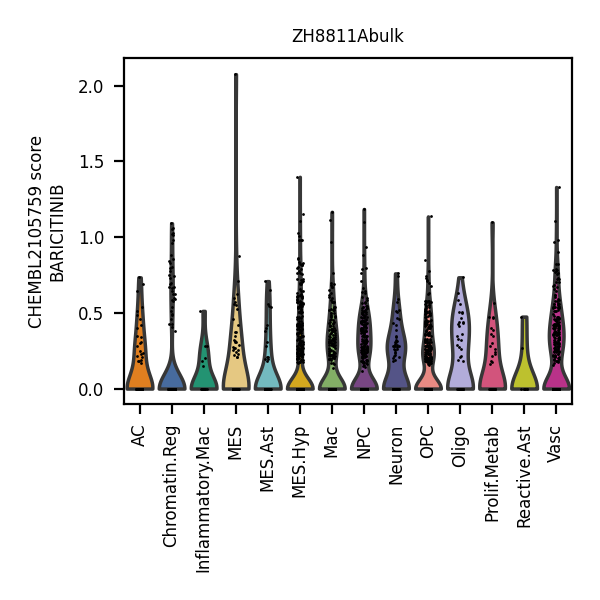 ZH8811Abulk
CHEMBL2105759 score
BARICITINIB
2.0
1.5
1.0
0.5
0.0
AC
Chromatin.Reg
Inflammatory.Mac
MES
MES.Ast
MES.Hyp
Mac
NPC
Neuron
OPC
Oligo
Prolif.Metab
Reactive.Ast
Vasc